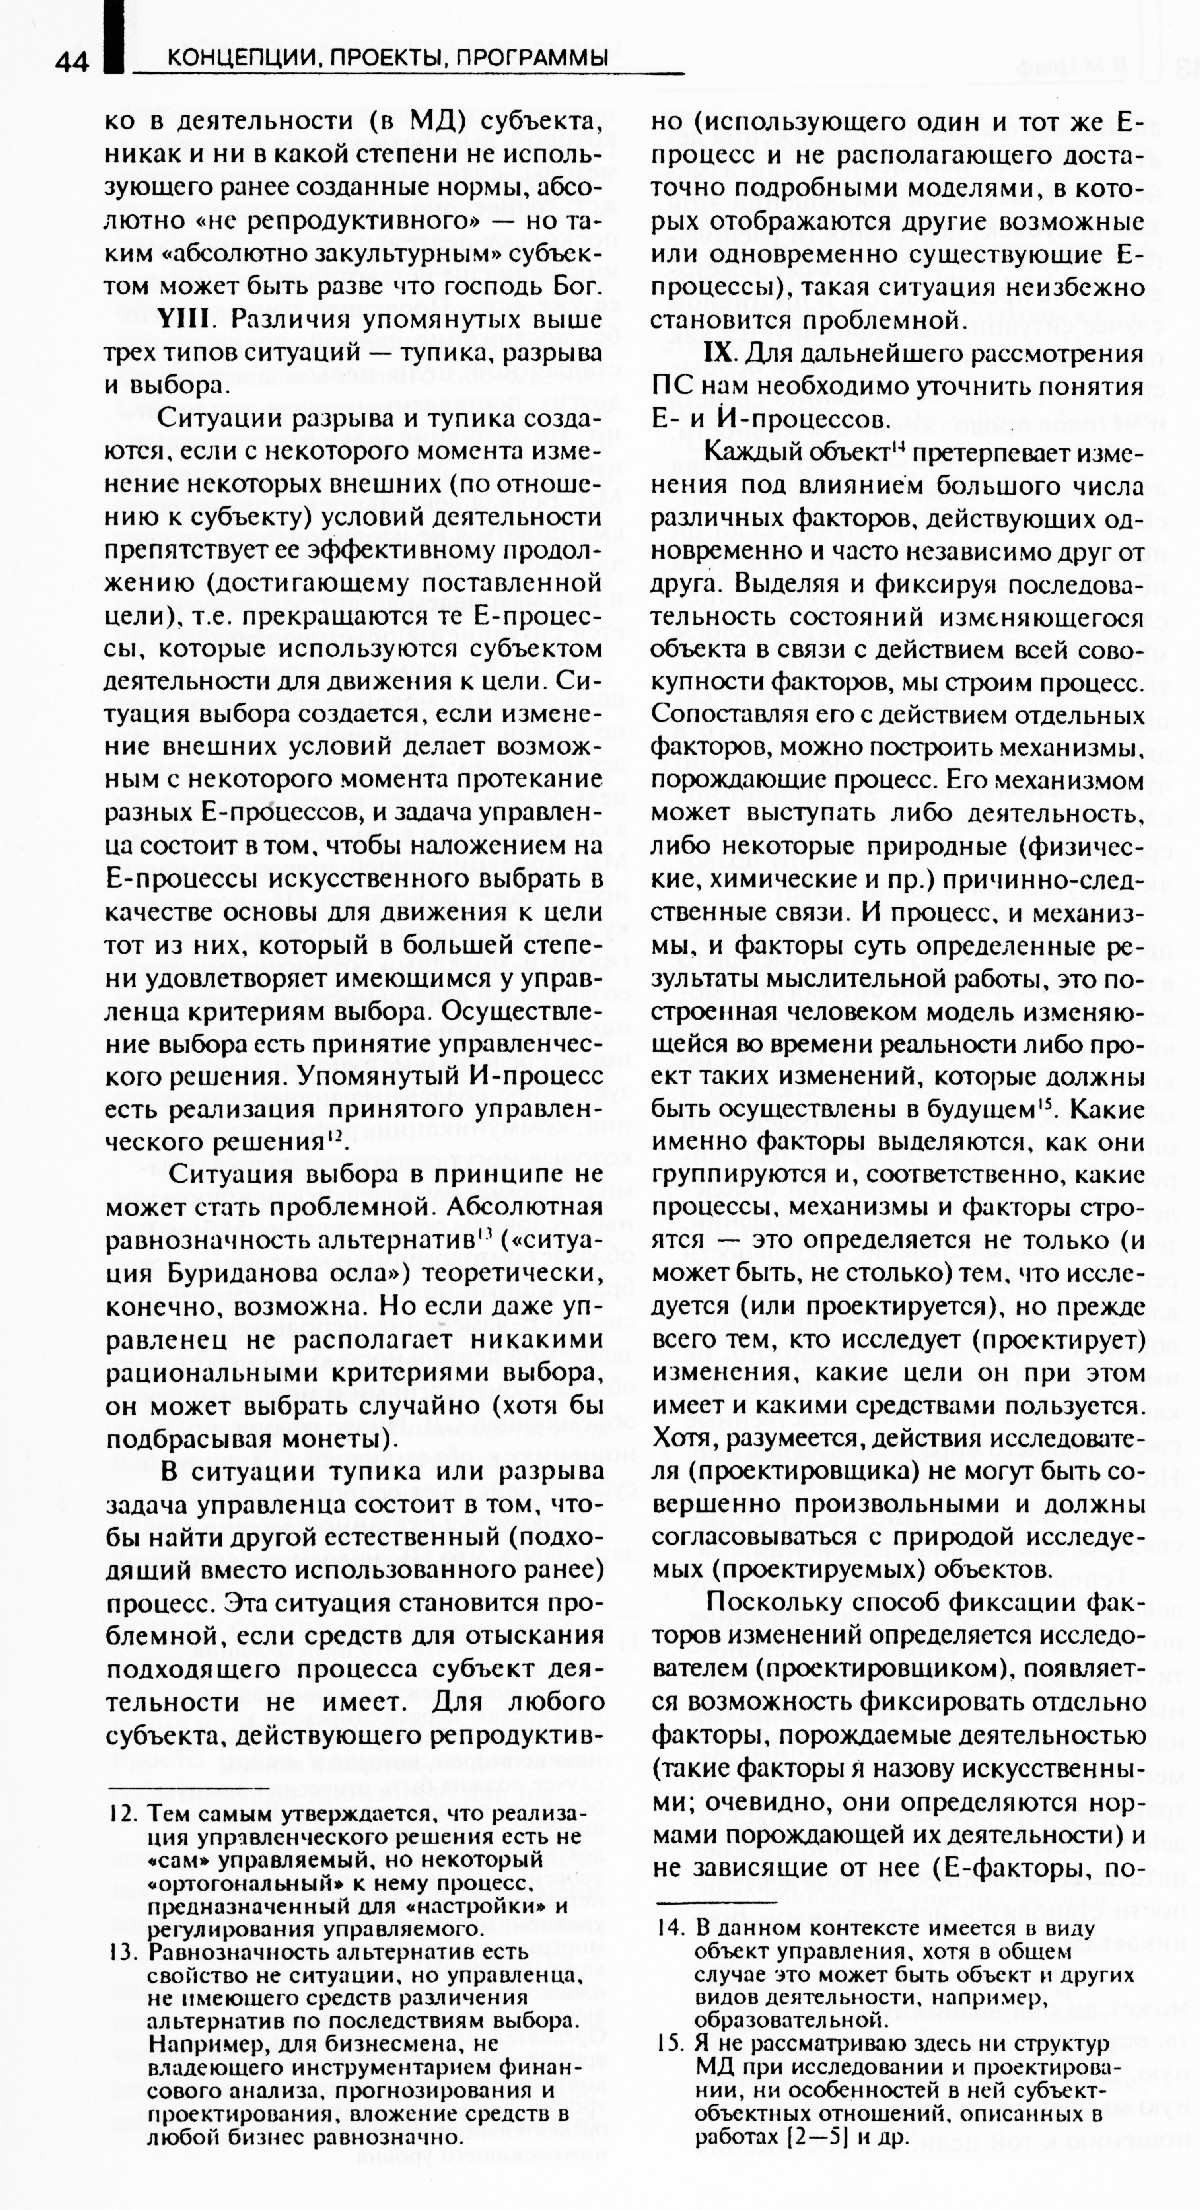 44
КОНЦЕПЦИИ, ПРОЕКТЫ, ПРОГРАММЫ
ко в деятельности (в МД) субъекта,
никак и ни в какой степени не исполь-
зующего ранее созданные нормы, абсо-
лютно «не репродуктивного» — но та-
ким «абсолютно закультурным» субъек-
том может быть разве что господь Бог.
YIII. Различия упомянутых выше
трех типов ситуаций — тупика, разрыва
и выбора.
Ситуации разрыва и тупика созда-
ются, если с некоторого момента изме-
нение некоторых внешних (по отноше-
нию к субъекту) условий деятельности
препятствует ее эффективному продол-
жению (достигающему поставленной
цели), т.е. прекращаются те Е-процес-
сы, которые используются субъектом
деятельности для движения к цели. Си-
туация выбора создается, если измене-
ние внешних условий делает возмож-
ным с некоторого момента протекание
разных Е-процессов, и задача управлен-
ца состоит в том, чтобы наложением на
Е-процессы искусственного выбрать в
качестве основы для движения к цели
тот из них, который в большей степе-
ни удовлетворяет имеющимся у управ-
ленца критериям выбора. Осуществле-
ние выбора есть принятие управленчес-
кого решения. Упомянутый И-процесс
есть реализация принятого управлен-
ческого решения¹².
Ситуация выбора в принципе не
может стать проблемной. Абсолютная
равнозначность альтернатив¹³ («ситуа-
ция Буриданова осла») теоретически,
конечно, возможна. Но если даже уп-
равленец не располагает никакими
рациональными критериями выбора,
он может выбрать случайно (хотя бы
подбрасывая монеты).
В ситуации тупика или разрыва
задача управленца состоит в том, что-
бы найти другой естественный (подхо-
дящий вместо использованного ранее)
процесс. Эта ситуация становится про-
блемной, если средств для отыскания
подходящего процесса субъект дея-
тельности не имеет. Для любого
субъекта, действующего репродуктив-
12. Тем самым утверждается, что реализа-
ция управленческого решения есть не
«сам» управляемый, но некоторый
«ортогональный» к нему процесс,
предназначенный для «настройки» и
регулирования управляемого.
13. Равнозначность альтернатив есть
свойство не ситуации, но управленца,
не имеющего средств различения
альтернатив по последствиям выбора.
Например, для бизнесмена, не
владеющего инструментарием финан-
сового анализа, прогнозирования и
проектирования, вложение средств в
любой бизнес равнозначно.
но (использующего один и тот же Е-
процесс и не располагающего доста-
точно подробными моделями, в кото-
рых отображаются другие возможные
или одновременно существующие Е-
процессы), такая ситуация неизбежно
становится проблемной.
IX. Для дальнейшего рассмотрения
ПС нам необходимо уточнить понятия
Е- и И-процессов.
Каждый объект¹⁴ претерпевает изме-
нения под влиянием большого числа
различных факторов, действующих од-
новременно и часто независимо друг от
друга. Выделяя и фиксируя последова-
тельность состояний изменяющегося
объекта в связи с действием всей сово-
купности факторов, мы строим процесс.
Сопоставляя его с действием отдельных
факторов, можно построить механизмы,
порождающие процесс. Его механизмом
может выступать либо деятельность,
либо некоторые природные (физичес-
кие, химические и пр.) причинно-след-
ственные связи. И процесс, и механиз-
мы, и факторы суть определенные ре-
зультаты мыслительной работы, это по-
строенная человеком модель изменяю-
щейся во времени реальности либо про-
ект таких изменений, которые должны
быть осуществлены в будущем¹⁵. Какие
именно факторы выделяются, как они
группируются и, соответственно, какие
процессы, механизмы и факторы стро-
ятся — это определяется не только (и
может быть, не столько) тем, что иссле-
дуется (или проектируется), но прежде
всего тем, кто исследует (проектирует)
изменения, какие цели он при этом
имеет и какими средствами пользуется.
Хотя, разумеется, действия исследовате-
ля (проектировщика) не могут быть со-
вершенно произвольными и должны
согласовываться с природой исследуе-
мых (проектируемых) объектов.
Поскольку способ фиксации фак-
торов изменений определяется исследо-
вателем (проектировщиком), появляет-
ся возможность фиксировать отдельно
факторы, порождаемые деятельностью
(такие факторы я назову искусственны-
ми; очевидно, они определяются нор-
мами порождающей их деятельности) и
не зависящие от нее (Е-факторы, по-
14. В данном контексте имеется в виду
объект управления, хотя в общем
случае это может быть объект и других
видов деятельности, например,
образовательной.
15. Я не рассматриваю здесь ни структур
МД при исследовании и проектирова-
нии, ни особенностей в ней субъект-
объектных отношений, описанных в
работах [2—5] и др.